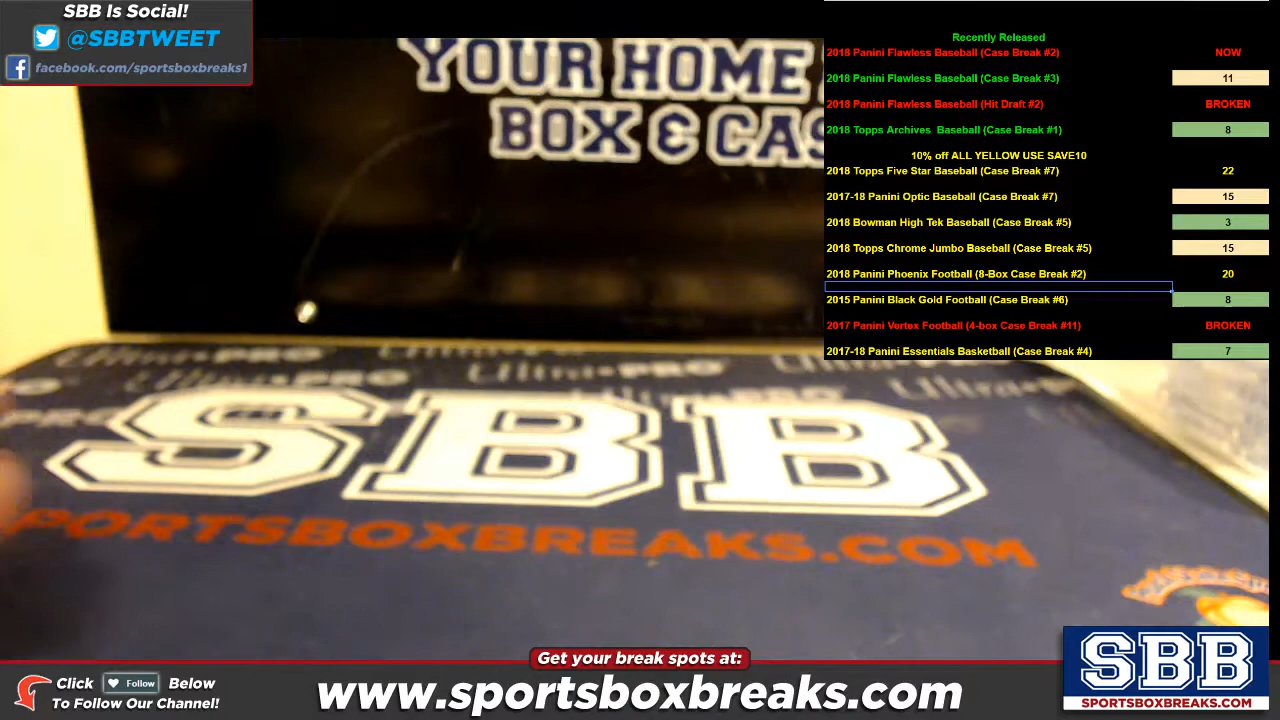 SBB Is Social!
@SBBTWEET
facebook.com/sportsboxbreaks1
YOUR HOME
BOX & CAS
Recently Released
2018 Panini Flawless Baseball (Case Break #2) NOW
2018 Panini Flawless Baseball (Case Break #3) 11
2018 Panini Flawless Baseball (Hit Draft #2) BROKEN
2018 Topps Archives Baseball (Case Break #1) 8
10% off ALL YELLOW USE SAVE10
2018 Topps Five Star Baseball (Case Break #7) 22
2017-18 Panini Optic Baseball (Case Break #7) 15
2018 Bowman High Tek Baseball (Case Break #5) 3
2018 Topps Chrome Jumbo Baseball (Case Break #5) 15
2018 Panini Phoenix Football (8-Box Case Break #2) 20
2015 Panini Black Gold Football (Case Break #6) 8
2017 Panini Vertex Football (4-box Case Break #11) BROKEN
2017-18 Panini Essentials Basketball (Case Break #4) 7
Ultra PRO Ultra PRO
SBB
SPORTSBOXBREAKS.COM
Get your break spots at:
Click Follow Below
To Follow Our Channel!
www.sportsboxbreaks.com
SBB
SPORTSBOXBREAKS.COM